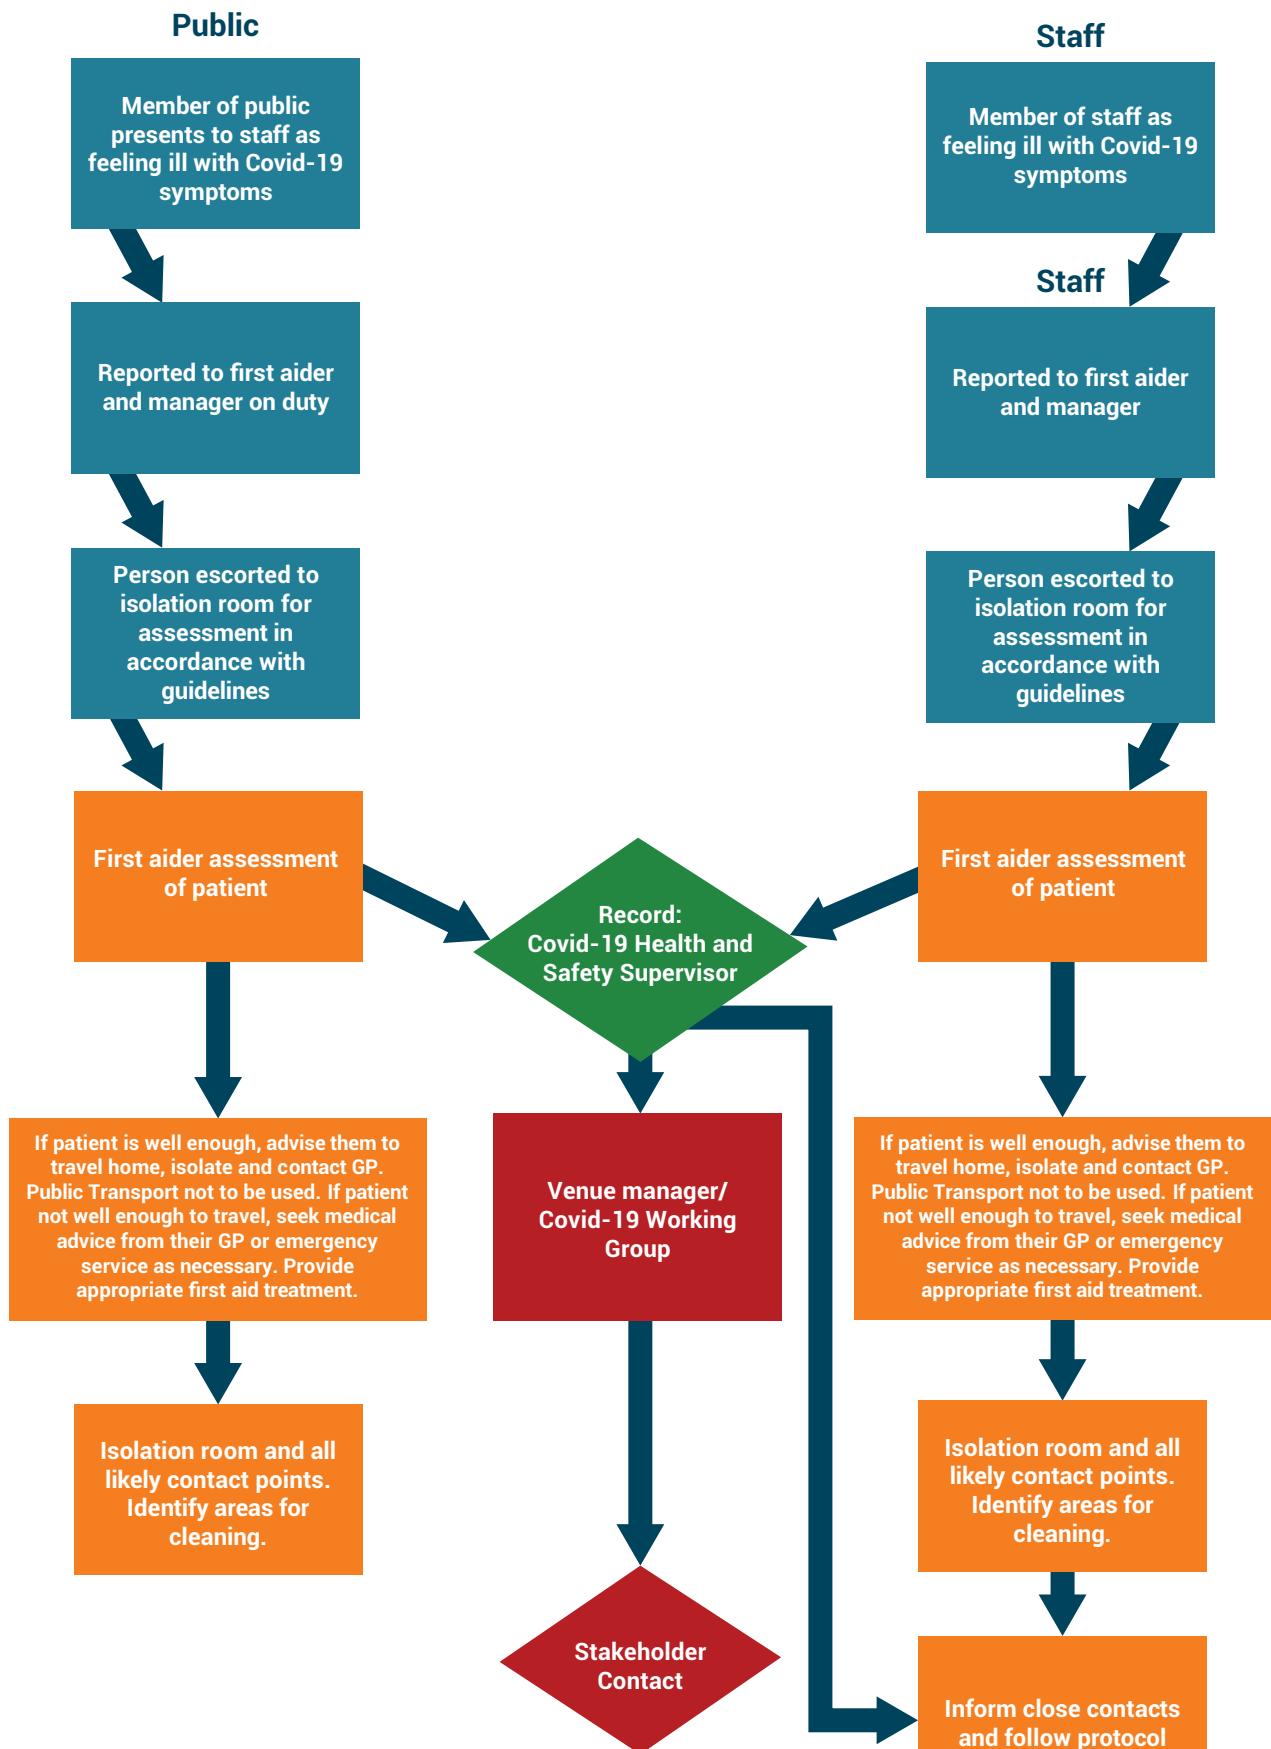 Public
Member of public
presents to staff as
feeling ill with Covid-19
symptoms
Reported to first aider
and manager on duty
Person escorted to
isolation room for
assessment in
accordance with
guidelines
First aider assessment
of patient
If patient is well enough, advise them to
travel home, isolate and contact GP.
Public Transport not to be used. If patient
not well enough to travel, seek medical
advice from their GP or emergency
service as necessary. Provide
appropriate first aid treatment.
Isolation room and all
likely contact points.
Identify areas for
cleaning.
Record:
Covid-19 Health and
Safety Supervisor
Venue manager/
Covid-19 Working
Group
Stakeholder
Contact
Staff
Member of staff as
feeling ill with Covid-19
symptoms
Staff
Reported to first aider
and manager
Person escorted to
isolation room for
assessment in
accordance with
guidelines
First aider assessment
of patient
If patient is well enough, advise them to
travel home, isolate and contact GP.
Public Transport not to be used. If patient
not well enough to travel, seek medical
advice from their GP or emergency
service as necessary. Provide
appropriate first aid treatment.
Isolation room and all
likely contact points.
Identify areas for
cleaning.
Inform close contacts
and follow protocol